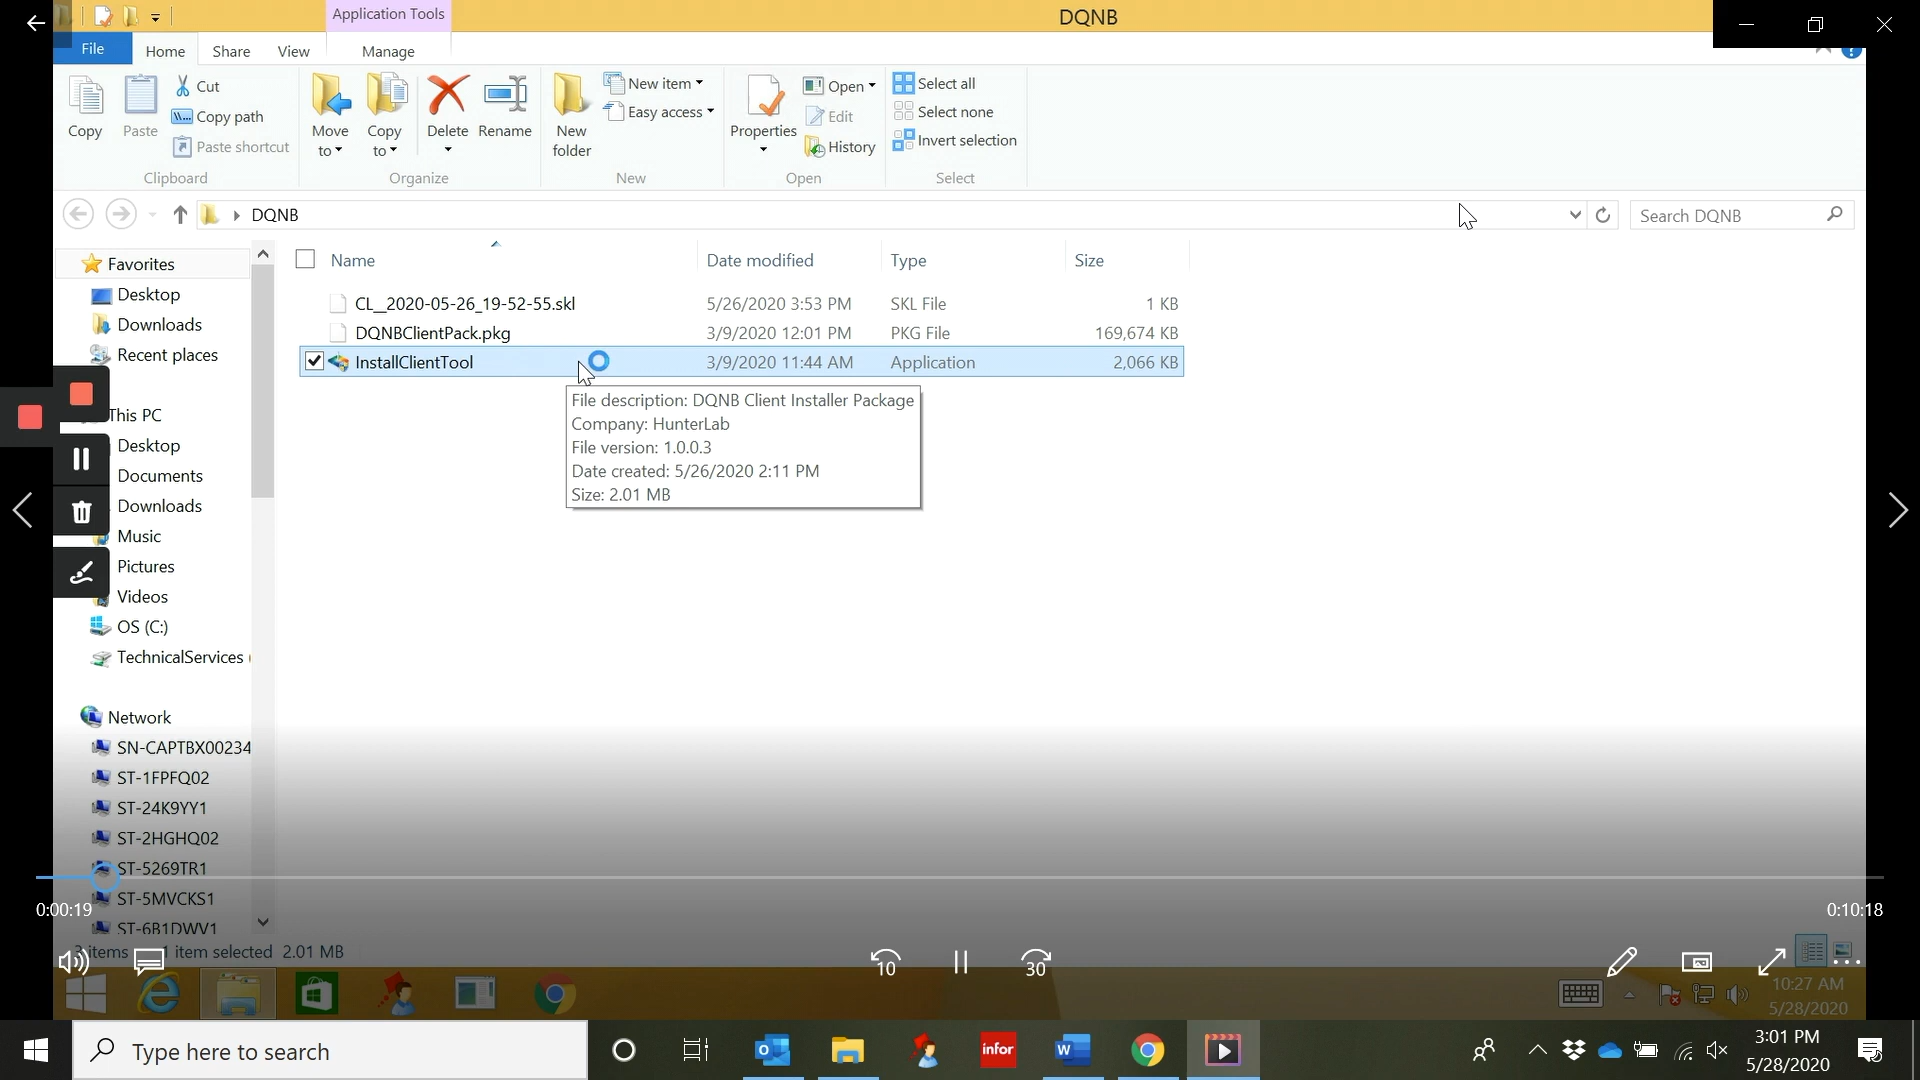 Application Tools
DQNB
File
Home
Share
View
Manage
Copy
Paste
Cut
Copy path
Paste shortcut
Clipboard
Move to
Copy to
Delete
Rename
Organize
New folder
New item
Easy access
New
Properties
Open
Edit
History
Open
Select all
Select none
Invert selection
Select
DQNB
Search DQNB
Name Date modified Type Size
CL__2020-05-26_19-52-55.skl 5/26/2020 3:53 PM SKL File 1 KB
DQNBClientPack.pkg 3/9/2020 12:01 PM PKG File 169,674 KB
InstallClientTool 3/9/2020 11:44 AM Application 2,066 KB
File description: DQNB Client Installer Package
Company: HunterLab
File version: 1.0.0.3
Date created: 5/26/2020 2:11 PM
Size: 2.01 MB
Favorites
Desktop
Downloads
Recent places
This PC
Desktop
Documents
Downloads
Music
Pictures
Videos
OS (C:)
TechnicalServices
Network
SN-CAPTBX00234
ST-1FPFQ02
ST-24K9YY1
ST-2HGHQ02
ST-5269TR1
ST-5MVCKS1
ST-6B1DWV1
0:00:19
0:10:18
3 items 1 item selected 2.01 MB
10
30
10:27 AM
5/28/2020
Type here to search
infor
3:01 PM
5/28/2020